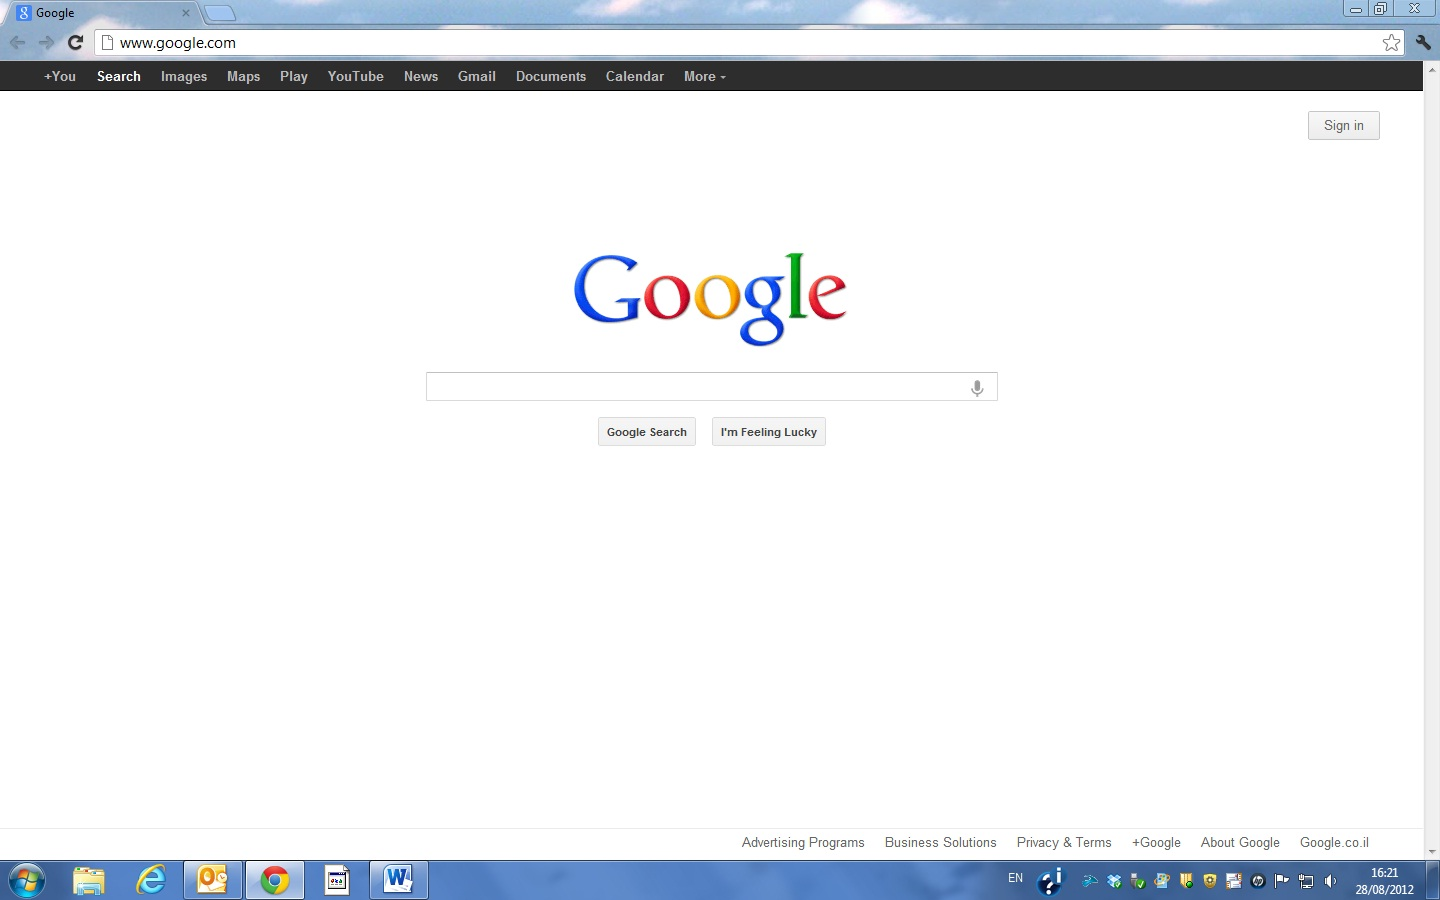 Google
www.google.com
+You Search Images Maps Play YouTube News Gmail Documents Calendar More
Sign in
Google
Google Search I'm Feeling Lucky
Advertising Programs Business Solutions Privacy & Terms +Google About Google Google.co.il
EN 16:21
28/08/2012